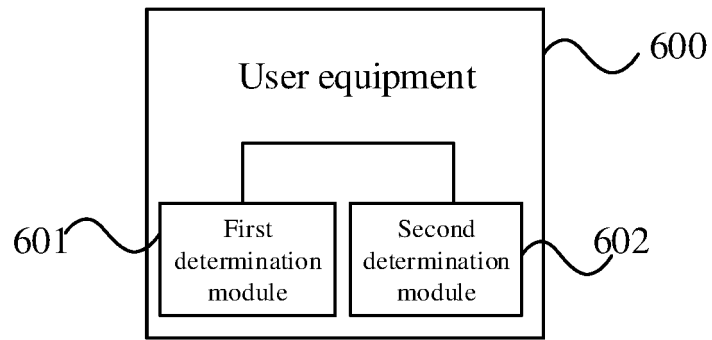 600
User equipment
601
First
determination
module
Second
determination
module
602